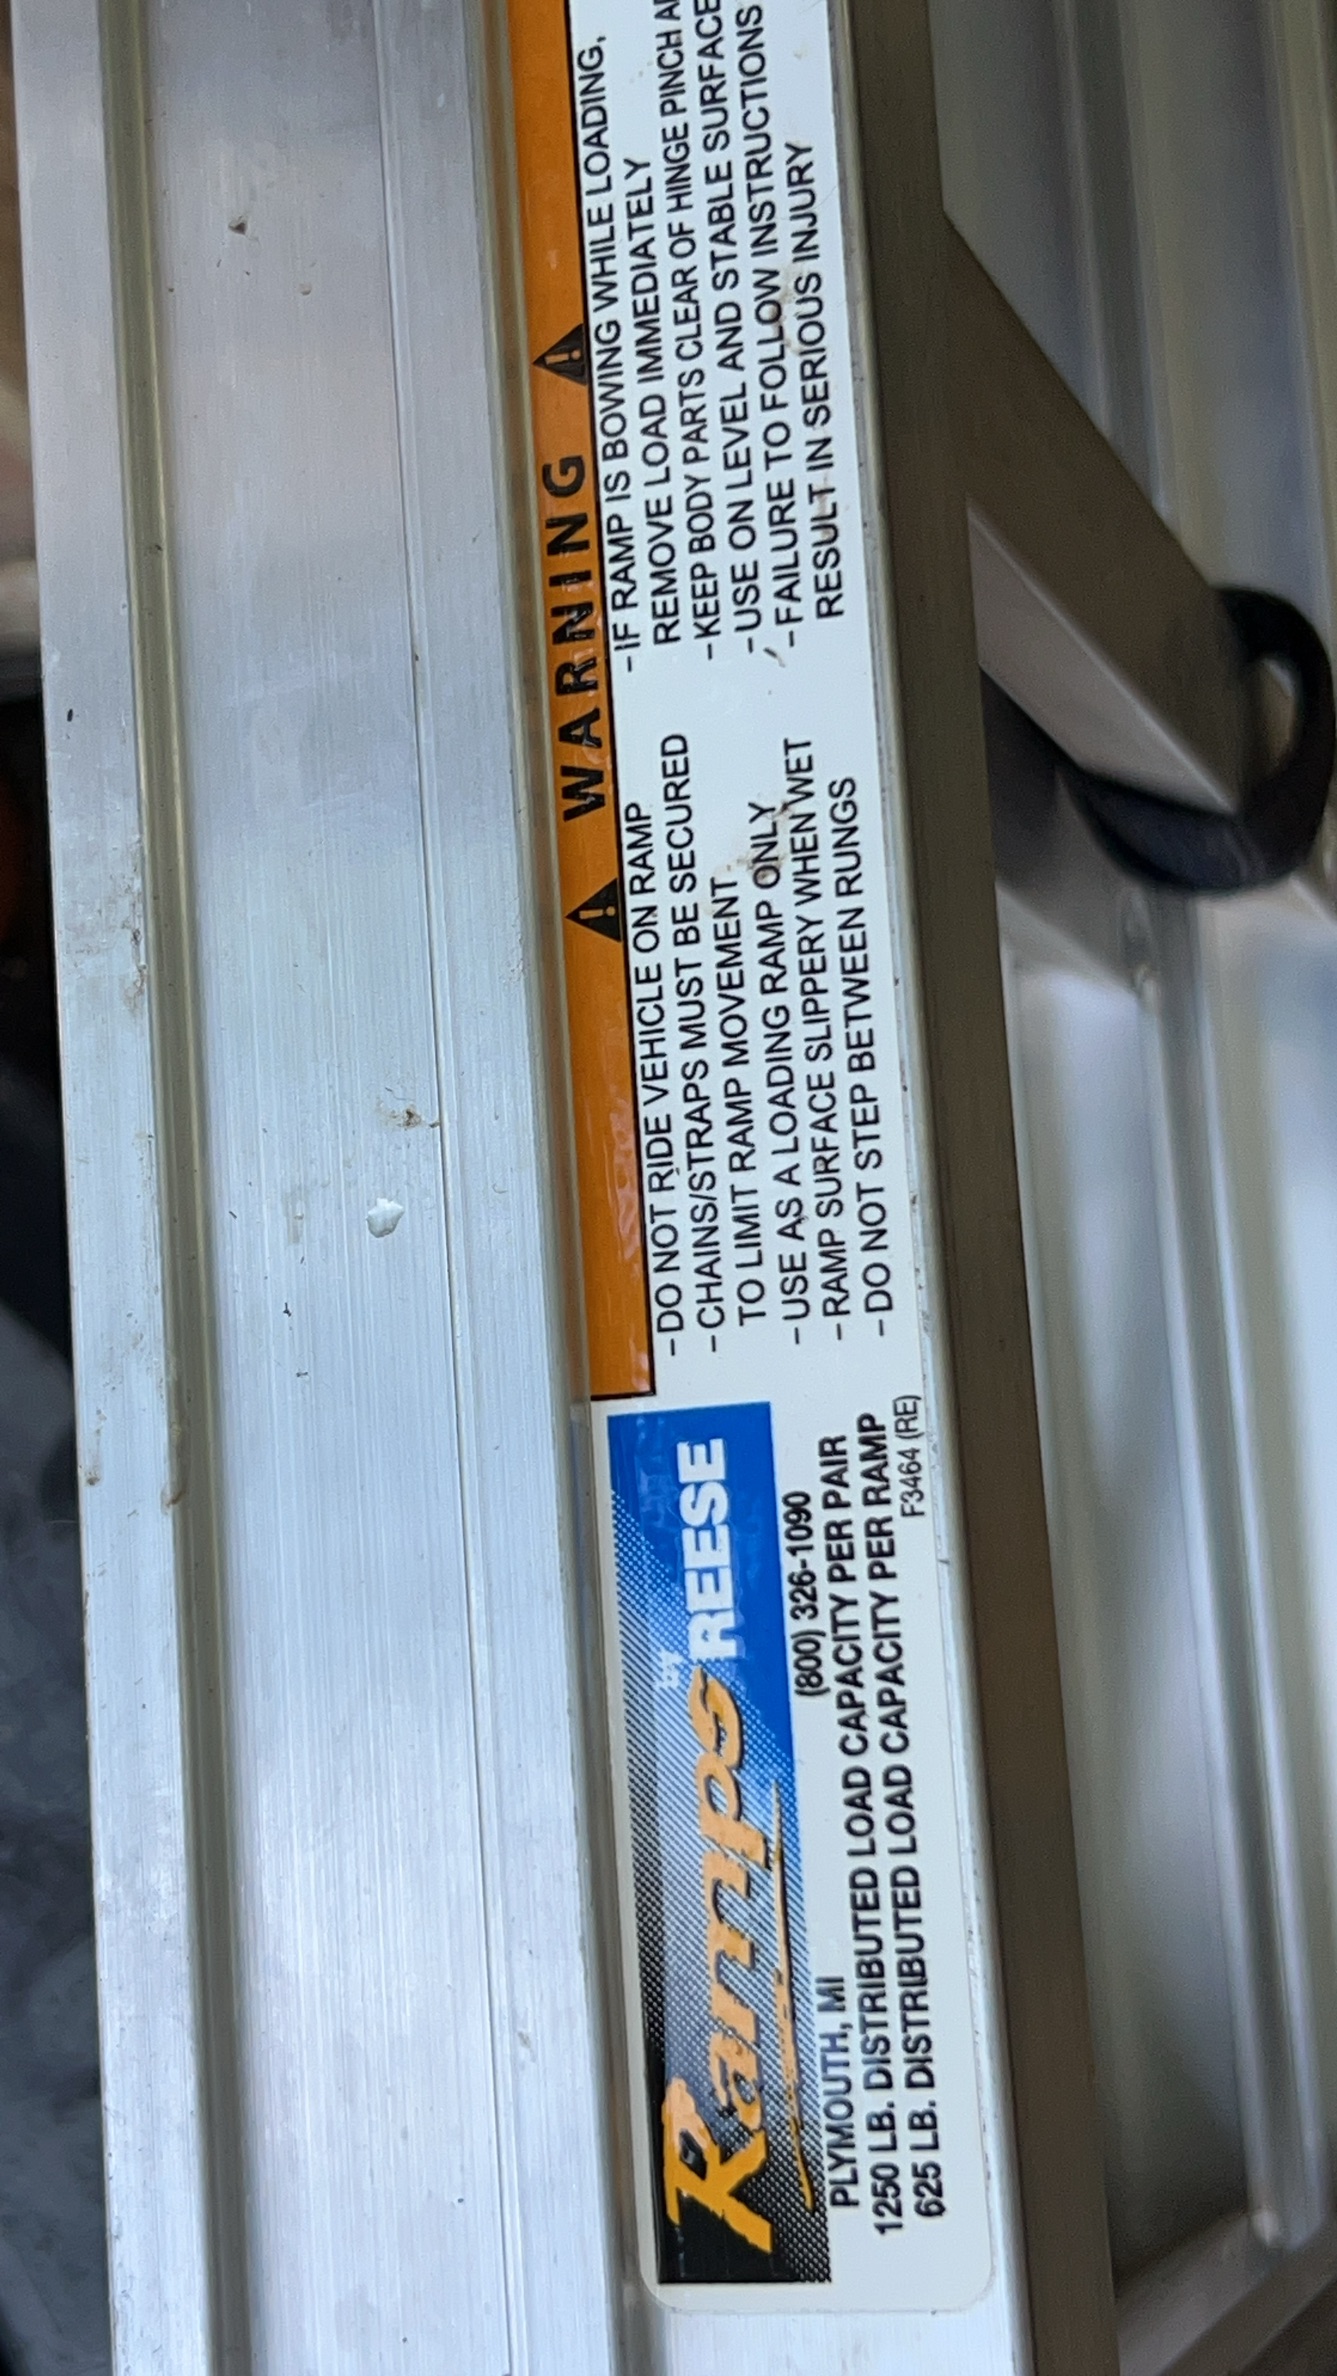 Ramps by REESE
PLYMOUTH, MI (800) 326-1090
1250 LB. DISTRIBUTED LOAD CAPACITY PER PAIR
625 LB. DISTRIBUTED LOAD CAPACITY PER RAMP
F3464 (RE)
WARNING
-DO NOT RIDE VEHICLE ON RAMP
-CHAINS/STRAPS MUST BE SECURED
TO LIMIT RAMP MOVEMENT
-USE AS A LOADING RAMP ONLY
-RAMP SURFACE SLIPPERY WHEN WET
-DO NOT STEP BETWEEN RUNGS
-IF RAMP IS BOWING WHILE LOADING,
REMOVE LOAD IMMEDIATELY
-KEEP BODY PARTS CLEAR OF HINGE PINCH
-USE ON LEVEL AND STABLE SURFACE
-FAILURE TO FOLLOW INSTRUCTIONS
RESULT IN SERIOUS INJURY